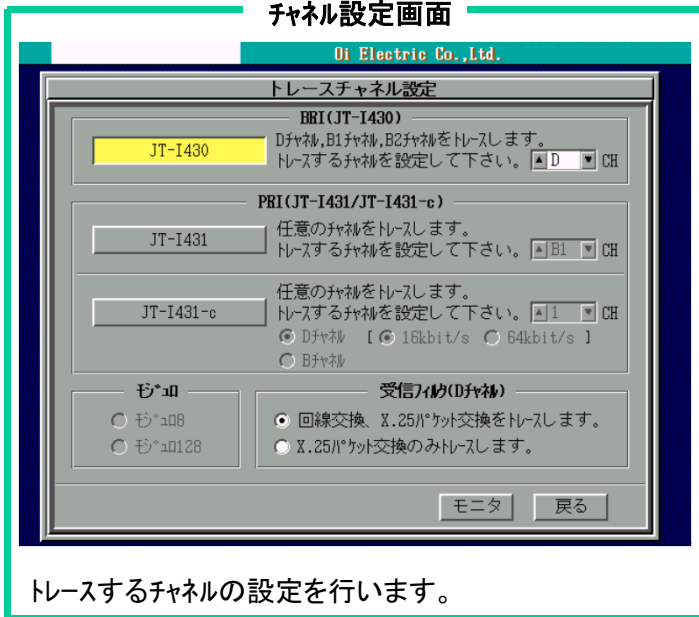 ﾁｬﾈﾙ設定画面
Oi Electric Co.,Ltd.
トレースチャネル設定
BRI(JT-I430)
JT-I430
Dﾁｬﾈﾙ,B1ﾁｬﾈﾙ,B2ﾁｬﾈﾙをﾄﾚｰｽします。
ﾄﾚｰｽするﾁｬﾈﾙを設定して下さい。 D CH
PRI(JT-I431/JT-I431-c)
JT-I431
任意のﾁｬﾈﾙをﾄﾚｰｽします。
ﾄﾚｰｽするﾁｬﾈﾙを設定して下さい。 B1 CH
JT-I431-c
任意のﾁｬﾈﾙをﾄﾚｰｽします。
ﾄﾚｰｽするﾁｬﾈﾙを設定して下さい。 1 CH
Dﾁｬﾈﾙ [ 16kbit/s 64kbit/s ]
Bﾁｬﾈﾙ
ﾓｼﾞｭﾛ
ﾓｼﾞｭﾛ8
ﾓｼﾞｭﾛ128
受信ﾌｨﾙﾀ(Dﾁｬﾈﾙ)
回線交換、X.25ﾊﾟｹｯﾄ交換をﾄﾚｰｽします。
X.25ﾊﾟｹｯﾄ交換のみﾄﾚｰｽします。
モニタ 戻る
ﾄﾚｰｽするﾁｬﾈﾙの設定を行います。